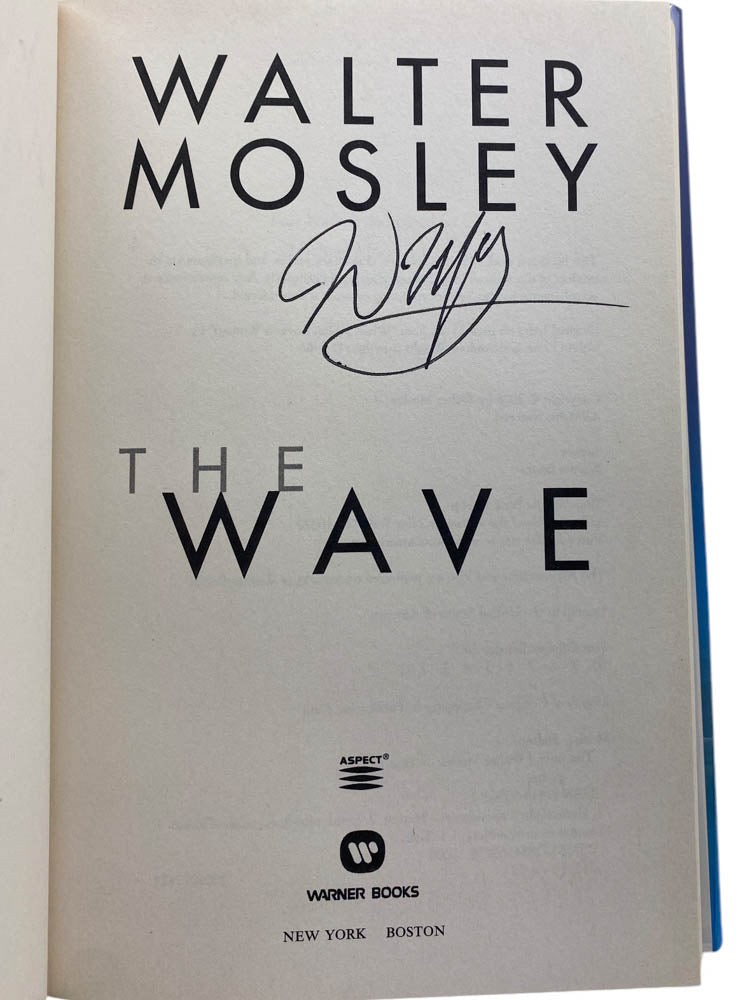 WALTER
MOSLEY
THE
WAVE
ASPECT®
WARNER BOOKS
NEW YORK BOSTON